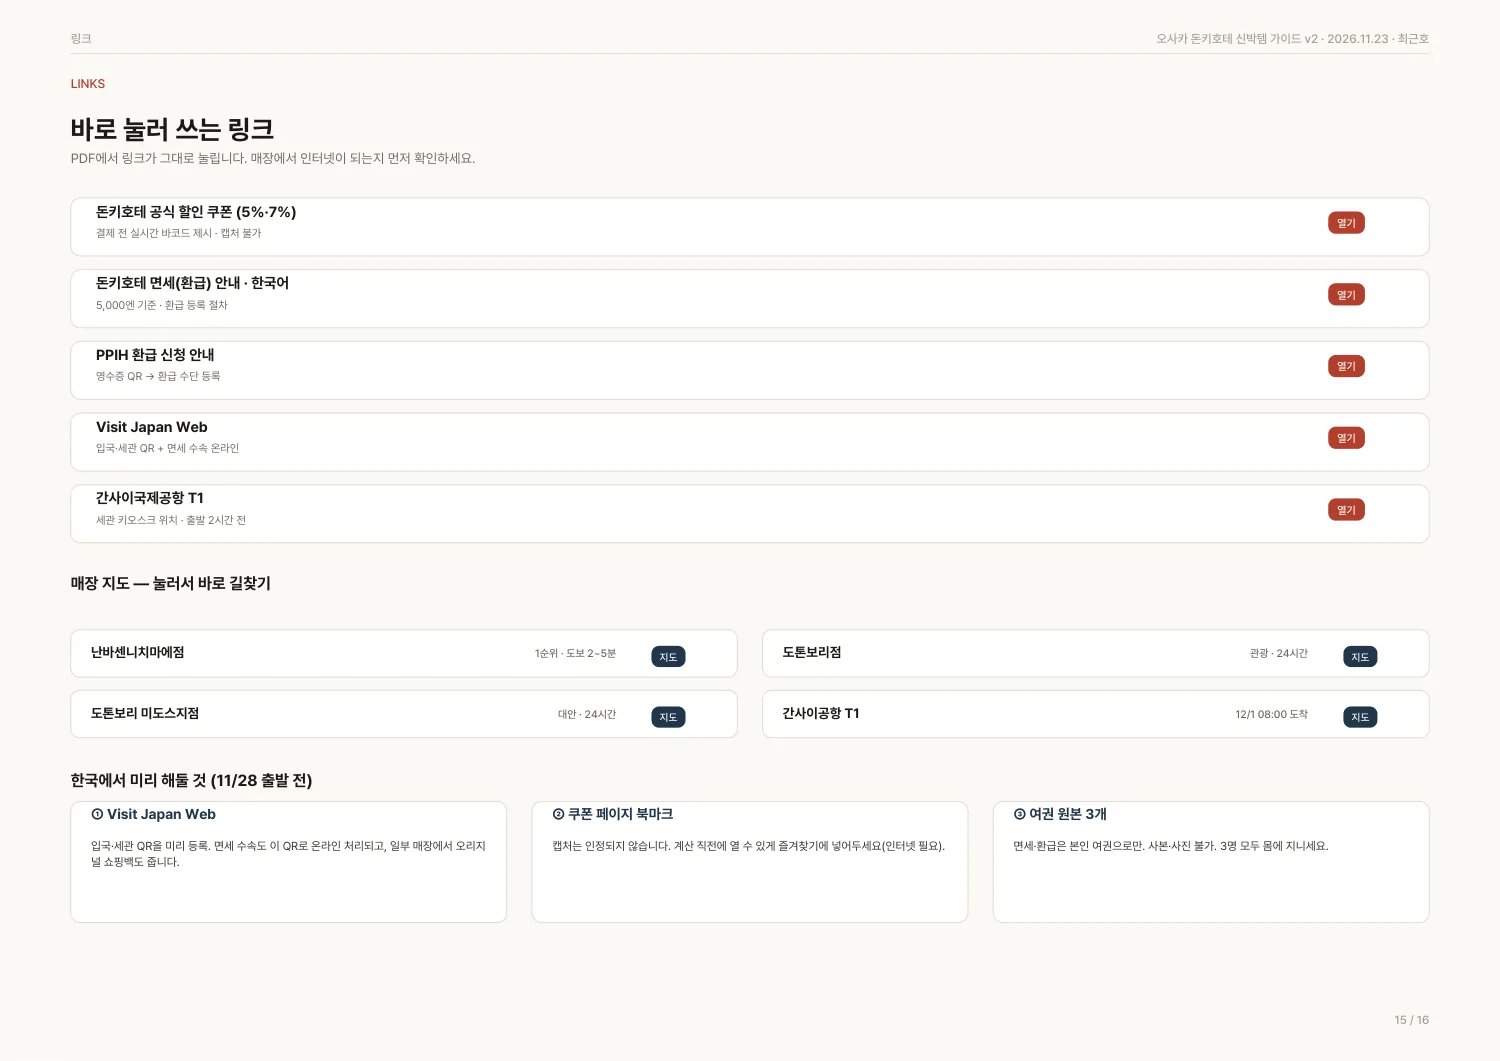 링크
오사카 돈키호테 신박템 가이드 v2 · 2026.11.23 · 최근호
LINKS
바로 눌러 쓰는 링크
PDF에서 링크가 그대로 눌립니다. 매장에서 인터넷이 되는지 먼저 확인하세요.
돈키호테 공식 할인 쿠폰 (5%·7%)
결제 전 실시간 바코드 제시 · 캡처 불가
열기
돈키호테 면세(환급) 안내 · 한국어
5,000엔 기준 · 환급 등록 절차
열기
PPIH 환급 신청 안내
영수증 QR → 환급 수단 등록
열기
Visit Japan Web
입국·세관 QR + 면세 수속 온라인
열기
간사이국제공항 T1
세관 키오스크 위치 · 출발 2시간 전
열기
매장 지도 — 눌러서 바로 길찾기
난바센니치마에점
1순위 · 도보 2~5분
지도
도톤보리점
관광 · 24시간
지도
도톤보리 미도스지점
대안 · 24시간
지도
간사이공항 T1
12/1 08:00 도착
지도
한국에서 미리 해둘 것 (11/28 출발 전)
① Visit Japan Web
입국·세관 QR을 미리 등록. 면세 수속도 이 QR로 온라인 처리되고, 일부 매장에서 오리지
널 쇼핑백도 줍니다.
② 쿠폰 페이지 북마크
캡처는 인정되지 않습니다. 계산 직전에 열 수 있게 즐겨찾기에 넣어두세요(인터넷 필요).
③ 여권 원본 3개
면세·환급은 본인 여권으로만. 사본·사진 불가. 3명 모두 몸에 지니세요.
15 / 16